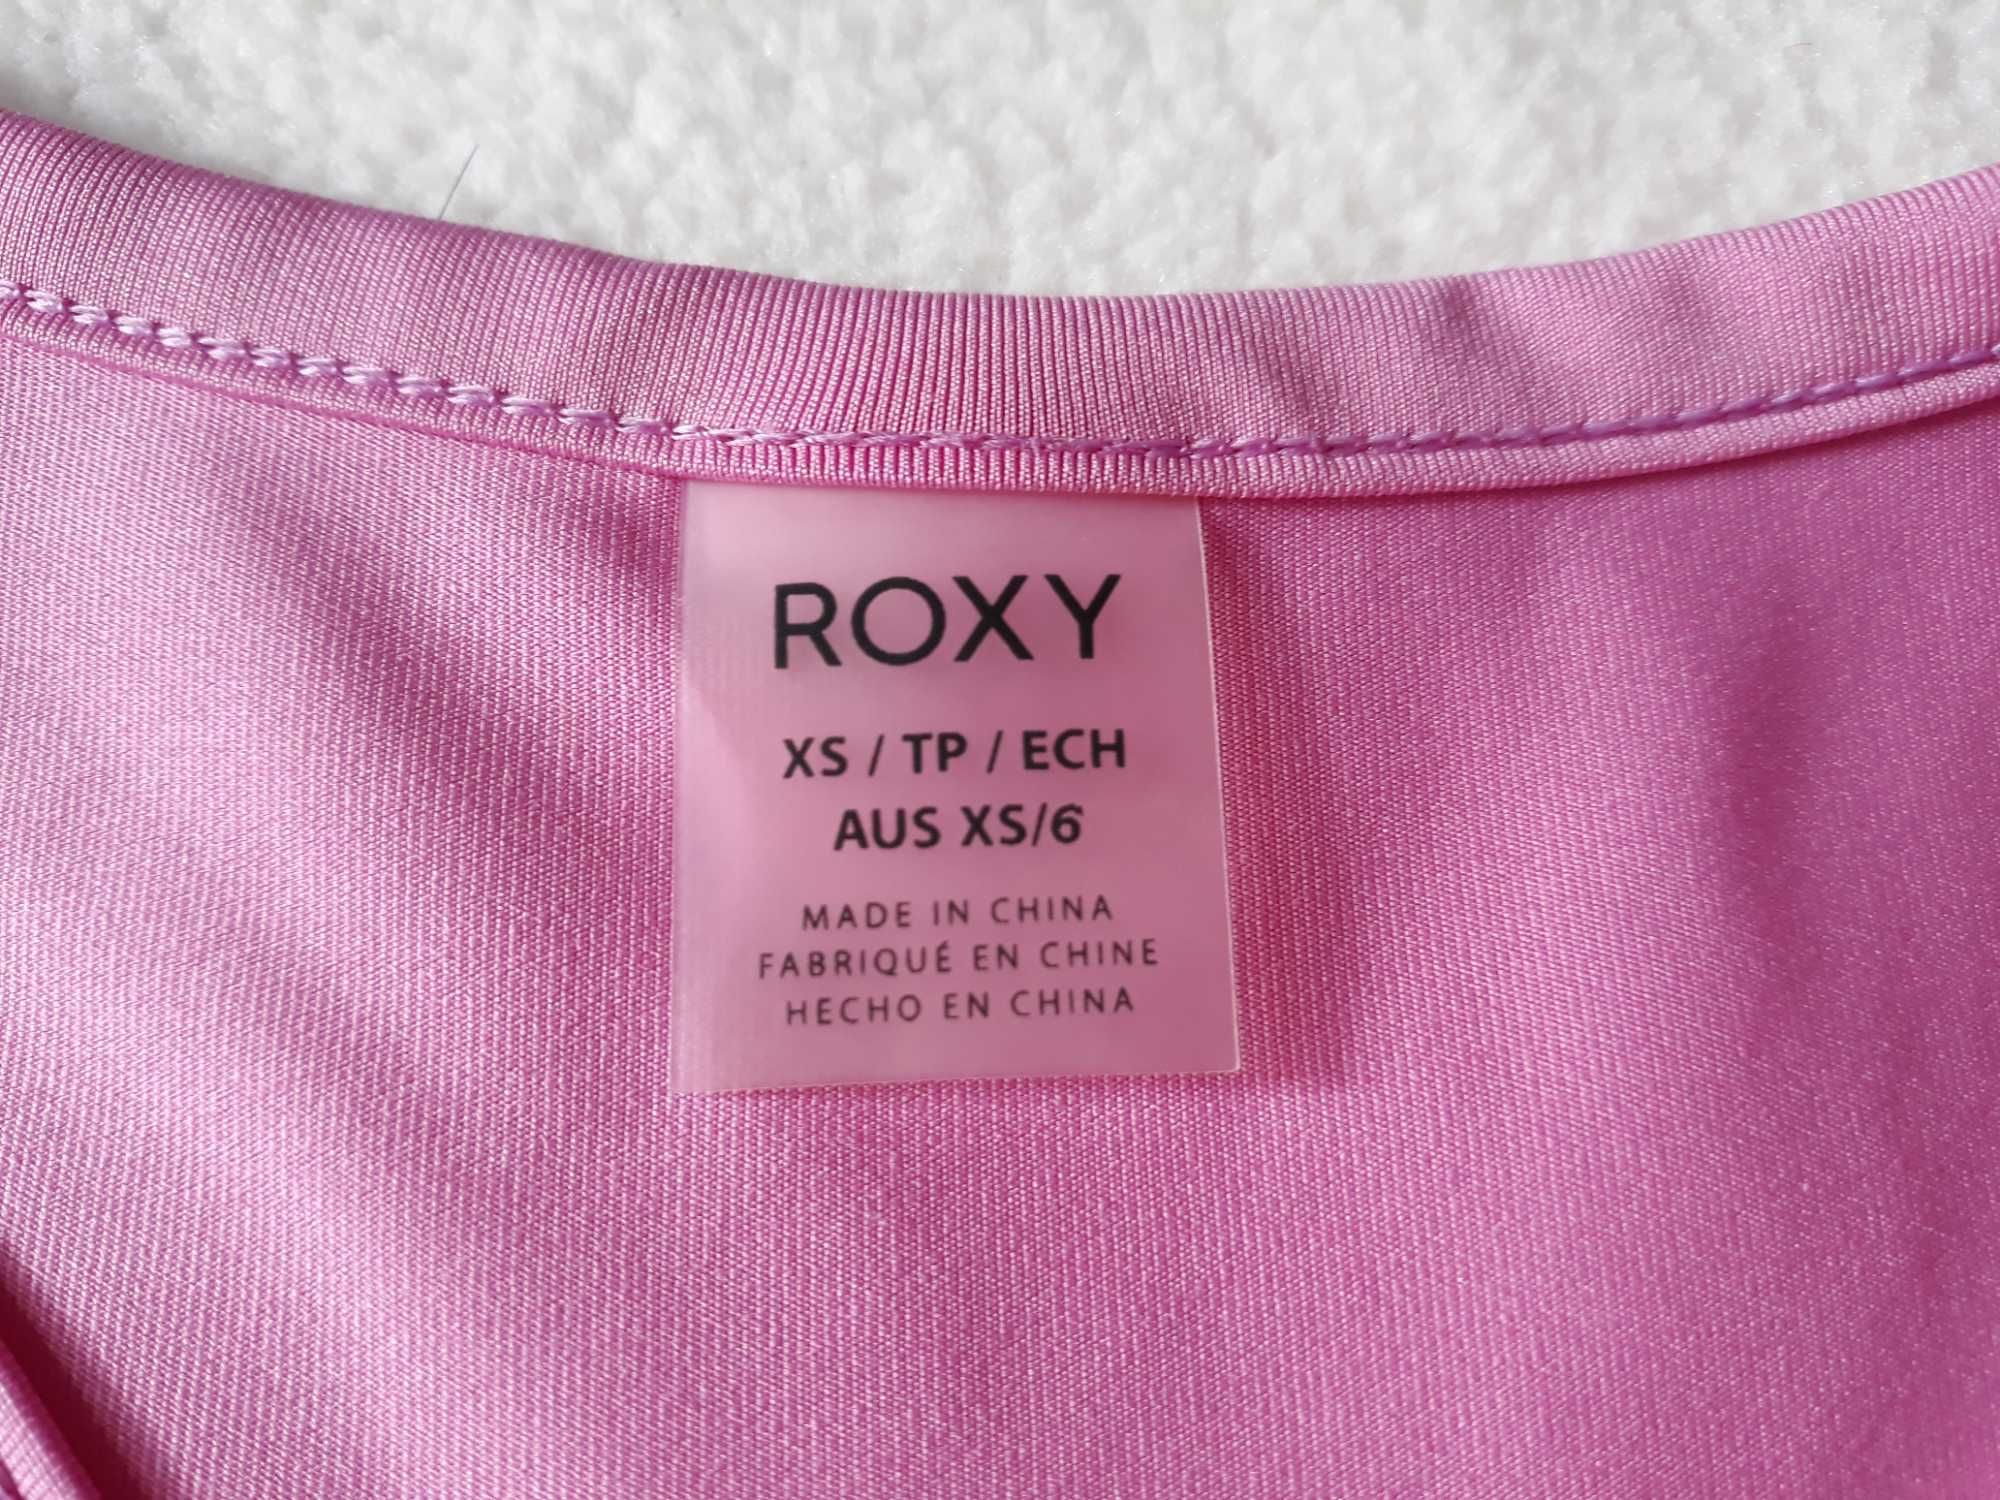 ROXY
XS / TP / ECH
AUS XS/6
MADE IN CHINA
FABRIQUÉ EN CHINE
HECHO EN CHINA